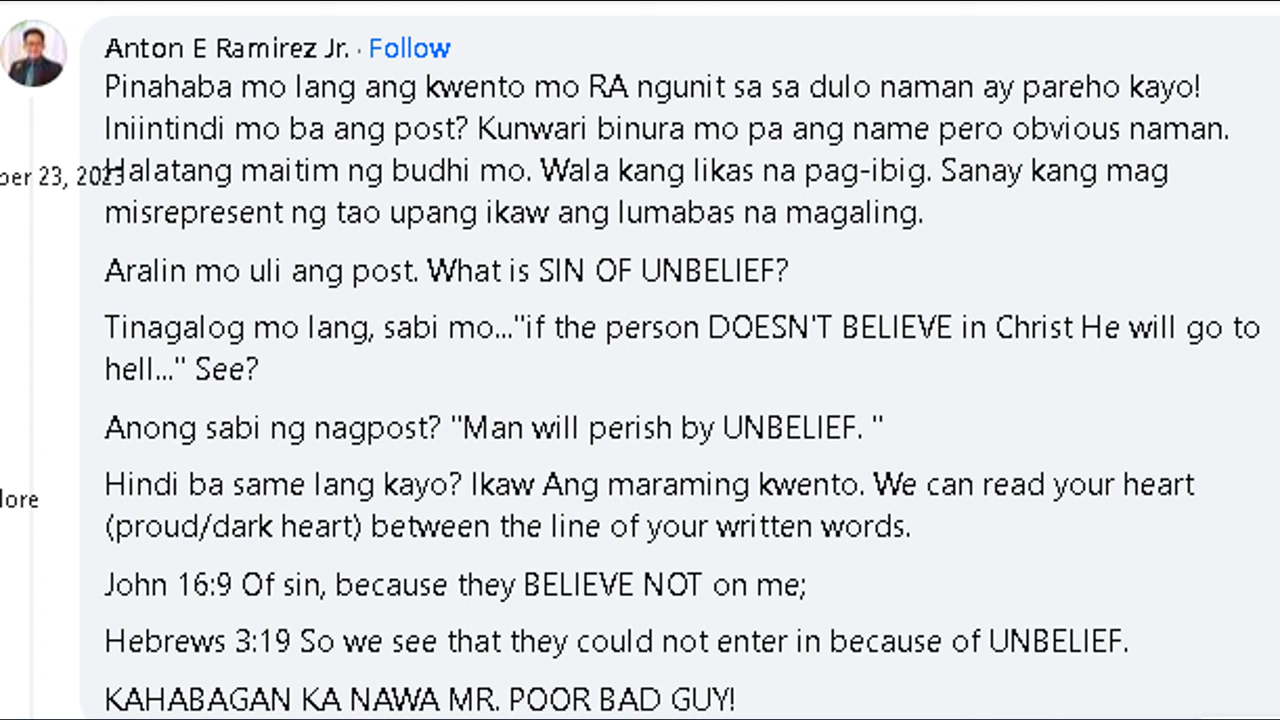 Anton E Ramirez Jr. · Follow
Pinahaba mo lang ang kwento mo RA ngunit sa sa dulo naman ay pareho kayo!
Iniintindi mo ba ang post? Kunwari binura mo pa ang name pero obvious naman.
Halatang maitim ng budhi mo. Wala kang likas na pag-ibig. Sanay kang mag
misrepresent ng tao upang ikaw ang lumabas na magaling.
Aralin mo uli ang post. What is SIN OF UNBELIEF?
Tinagalog mo lang, sabi mo..."if the person DOESN'T BELIEVE in Christ He will go to
hell..." See?
Anong sabi ng nagpost? "Man will perish by UNBELIEF. "
Hindi ba same lang kayo? Ikaw Ang maraming kwento. We can read your heart
(proud/dark heart) between the line of your written words.
John 16:9 Of sin, because they BELIEVE NOT on me;
Hebrews 3:19 So we see that they could not enter in because of UNBELIEF.
KAHABAGAN KA NAWA MR. POOR BAD GUY!
ber 23, 2023
lore